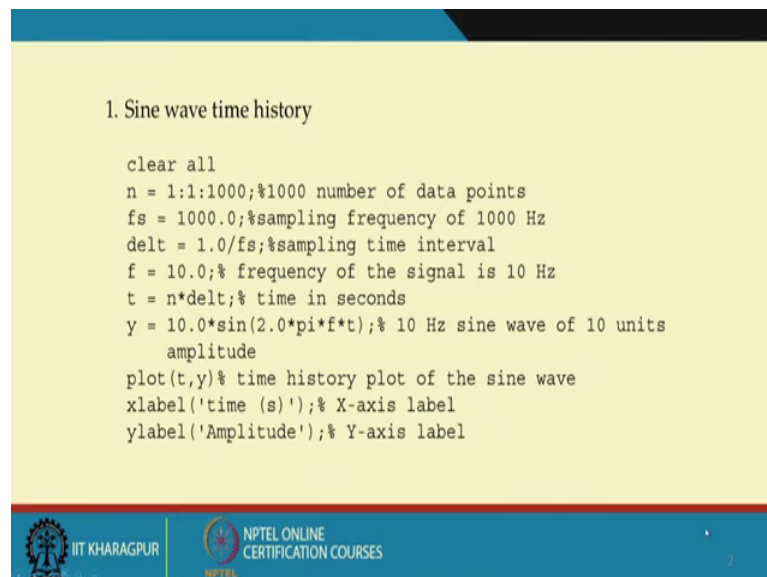 1. Sine wave time history
clear all
n = 1:1:1000;%1000 number of data points
fs = 1000.0;%sampling frequency of 1000 Hz
delt = 1.0/fs;%sampling time interval
f = 10.0;% frequency of the signal is 10 Hz
t = n*delt;% time in seconds
y = 10.0*sin(2.0*pi*f*t);% 10 Hz sine wave of 10 units
amplitude
plot(t,y)% time history plot of the sine wave
xlabel('time (s)');% X-axis label
ylabel('Amplitude');% Y-axis label
IIT KHARAGPUR
NPTEL ONLINE
CERTIFICATION COURSES
NPTEL
2